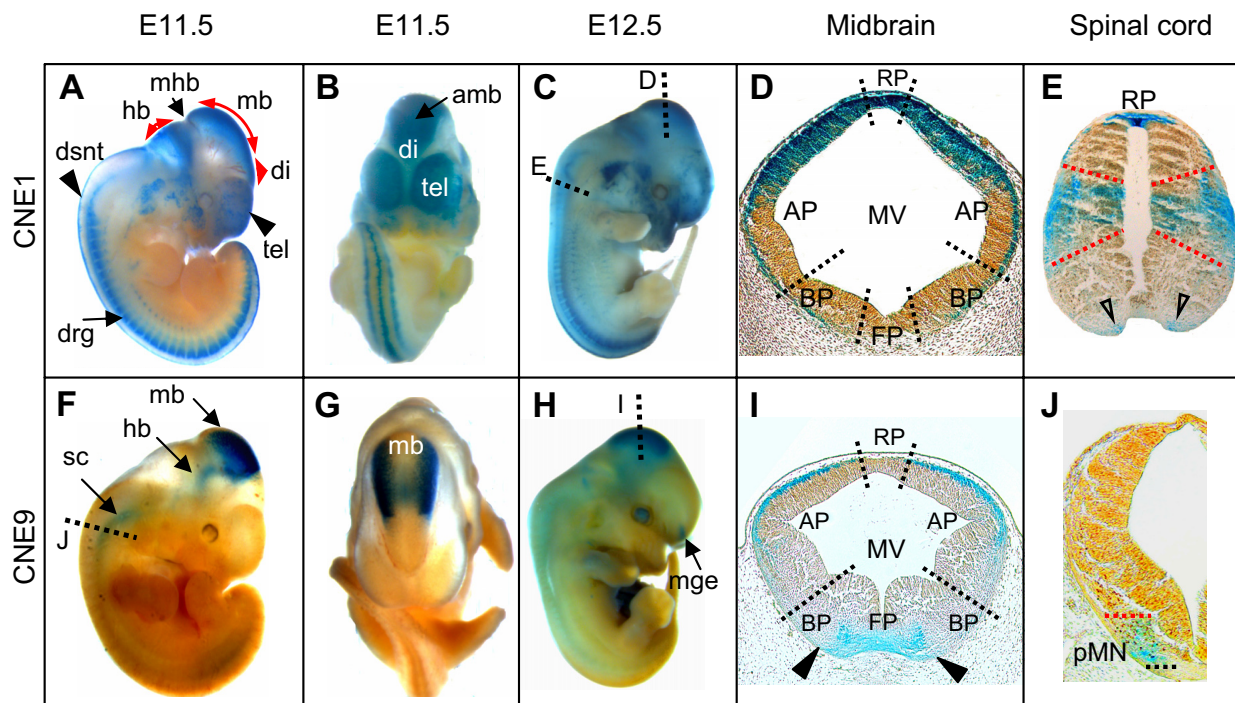 E11.5 E11.5 E12.5 Midbrain Spinal cord
CNE1
A
mhb
hb
mb
dsnt
di
tel
drg
B
amb
di
tel
C
D
E
D
RP
AP MV AP
BP FP BP
E
RP
CNE9
F
mb
hb
sc
J
G
mb
H
I
mge
I
RP
AP MV AP
BP FP BP
J
pMN